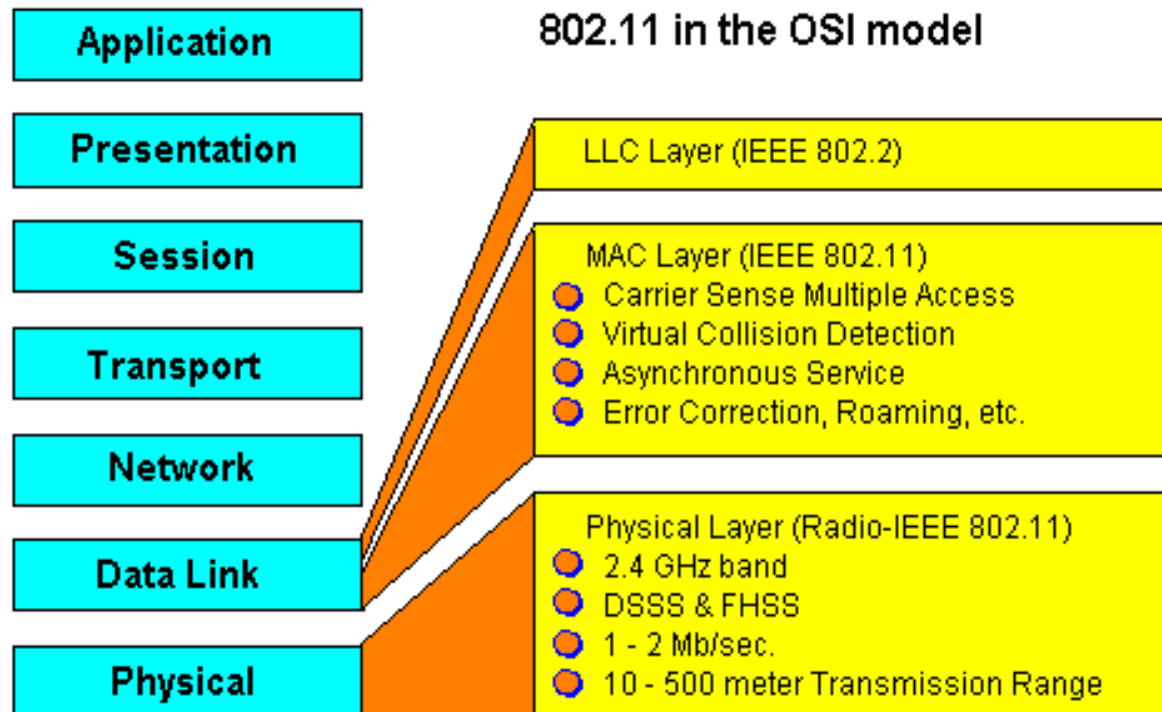 802.11 in the OSI model
Application
Presentation
Session
Transport
Network
Data Link
Physical
LLC Layer (IEEE 802.2)
MAC Layer (IEEE 802.11)
Carrier Sense Multiple Access
Virtual Collision Detection
Asynchronous Service
Error Correction, Roaming, etc.
Physical Layer (Radio-IEEE 802.11)
2.4 GHz band
DSSS & FHSS
1 - 2 Mb/sec.
10 - 500 meter Transmission Range